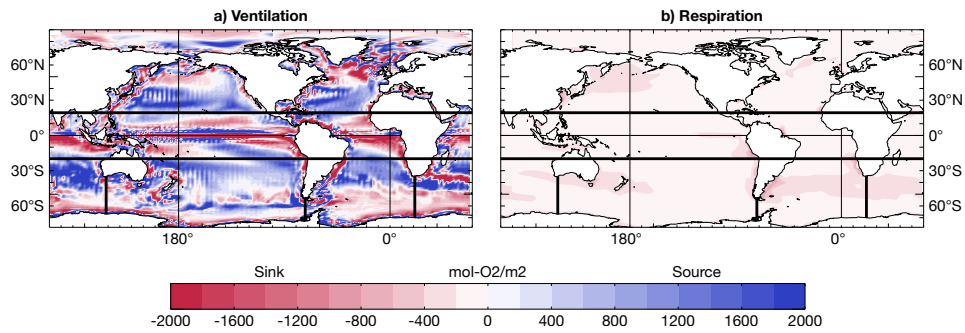 a) Ventilation
b) Respiration
60°N
30°N
0°
30°S
60°S
60°N
30°N
0°
30°S
60°S
180°
0°
180°
0°
Sink
mol-O2/m2
Source
-2000 -1600 -1200 -800 -400 0 400 800 1200 1600 2000